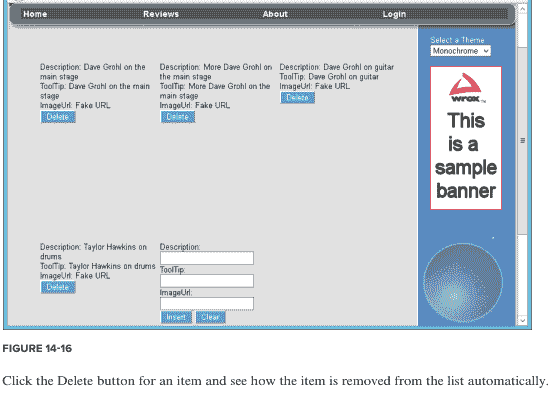 Home Reviews About Login
Select a Theme
Monochrome
Description: Dave Grohl on the
main stage
ToolTip: Dave Grohl on the main
stage
ImageUrl: Fake URL
Delete
Description: More Dave Grohl on
the main stage
ToolTip: More Dave Grohl on the
main stage
ImageUrl: Fake URL
Delete
Description: Dave Grohl on guitar
ToolTip: Dave Grohl on guitar
ImageUrl: Fake URL
Delete
wrox
This
is a
sample
banner
Description: Taylor Hawkins on
drums
ToolTip: Taylor Hawkins on drums
ImageUrl: Fake URL
Delete
Description:
ToolTip:
ImageUrl:
Insert Clear
FIGURE 14-16
Click the Delete button for an item and see how the item is removed from the list automatically.